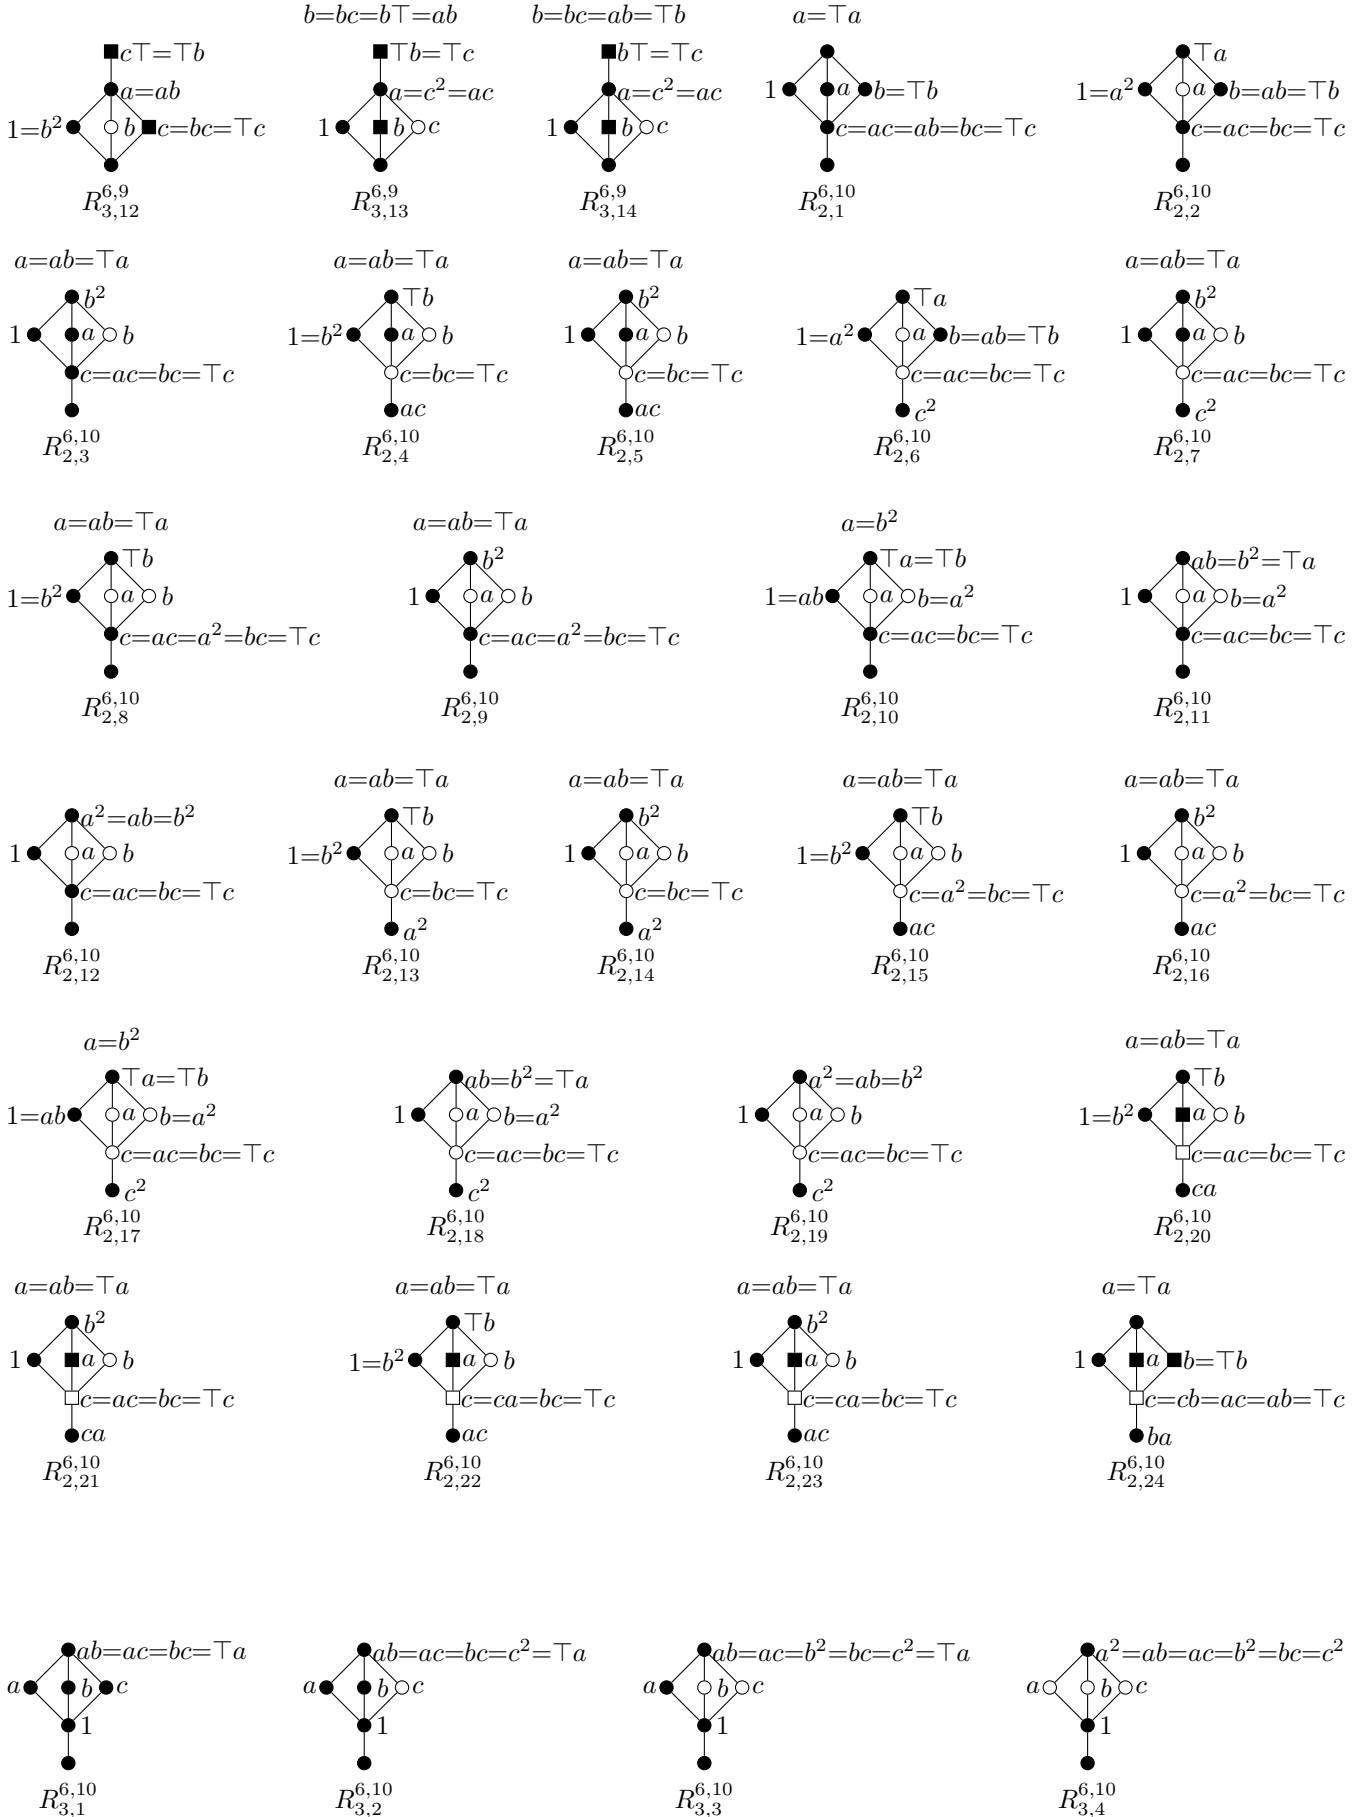 b=bc=b⊤=ab b=bc=ab=⊤b a=⊤a
c⊤=⊤b ⊤b=⊤c b⊤=⊤c ⊤a
a=ab a=c²=ac a=c²=ac 1 a b=⊤b 1=a² a b=ab=⊤b
1=b² b c=bc=⊤c 1 b c 1 b c c=ac=ab=bc=⊤c c=ac=bc=⊤c
R^{6,9}_{3,12} R^{6,9}_{3,13} R^{6,9}_{3,14} R^{6,10}_{2,1} R^{6,10}_{2,2}
a=ab=⊤a a=ab=⊤a a=ab=⊤a a=ab=⊤a
b² ⊤b b² ⊤a b²
1 a b 1=b² a b 1 a b 1=a² a b=ab=⊤b 1 a b
c=ac=bc=⊤c c=bc=⊤c c=bc=⊤c c=ac=bc=⊤c c=ac=bc=⊤c
ac ac c² c²
R^{6,10}_{2,3} R^{6,10}_{2,4} R^{6,10}_{2,5} R^{6,10}_{2,6} R^{6,10}_{2,7}
a=ab=⊤a a=ab=⊤a a=b²
⊤b b² ⊤a=⊤b ab=b²=⊤a
1=b² a b 1 a b 1=ab a b=a² 1 a b=a²
c=ac=a²=bc=⊤c c=ac=a²=bc=⊤c c=ac=bc=⊤c c=ac=bc=⊤c
R^{6,10}_{2,8} R^{6,10}_{2,9} R^{6,10}_{2,10} R^{6,10}_{2,11}
a=ab=⊤a a=ab=⊤a a=ab=⊤a a=ab=⊤a
a²=ab=b² ⊤b b² ⊤b b²
1 a b 1=b² a b 1 a b 1=b² a b 1 a b
c=ac=bc=⊤c c=bc=⊤c c=bc=⊤c c=a²=bc=⊤c c=a²=bc=⊤c
a² a² ac ac
R^{6,10}_{2,12} R^{6,10}_{2,13} R^{6,10}_{2,14} R^{6,10}_{2,15} R^{6,10}_{2,16}
a=b² a=ab=⊤a
⊤a=⊤b ab=b²=⊤a a²=ab=b² ⊤b
1=ab a b=a² 1 a b=a² 1 a b 1=b² a b
c=ac=bc=⊤c c=ac=bc=⊤c c=ac=bc=⊤c c=ac=bc=⊤c
c² c² c² ca
R^{6,10}_{2,17} R^{6,10}_{2,18} R^{6,10}_{2,19} R^{6,10}_{2,20}
a=ab=⊤a a=ab=⊤a a=ab=⊤a a=⊤a
b² ⊤b b²
1 a b 1=b² a b 1 a b 1 a b=⊤b
c=ac=bc=⊤c c=ca=bc=⊤c c=ca=bc=⊤c c=cb=ac=ab=⊤c
ca ac ac ba
R^{6,10}_{2,21} R^{6,10}_{2,22} R^{6,10}_{2,23} R^{6,10}_{2,24}
ab=ac=bc=⊤a ab=ac=bc=c²=⊤a ab=ac=b²=bc=c²=⊤a a²=ab=ac=b²=bc=c²
a b c a b c a b c a b c
1 1 1 1
R^{6,10}_{3,1} R^{6,10}_{3,2} R^{6,10}_{3,3} R^{6,10}_{3,4}